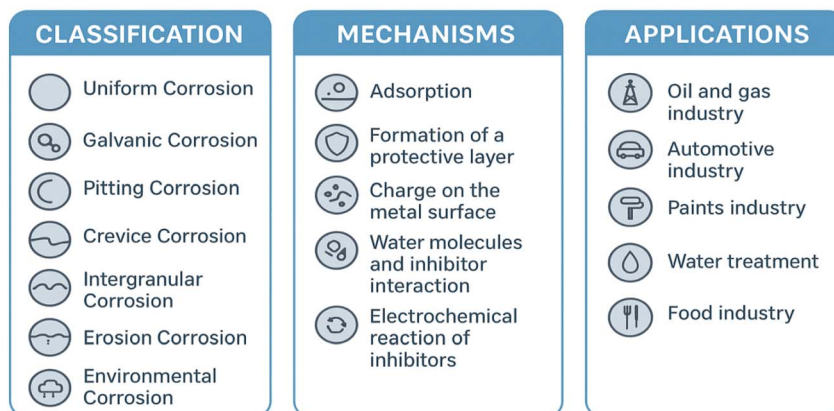 CLASSIFICATION
Uniform Corrosion
Galvanic Corrosion
Pitting Corrosion
Crevice Corrosion
Intergranular
Corrosion
Erosion Corrosion
Environmental
Corrosion
MECHANISMS
Adsorption
Formation of a
protective layer
Charge on the
metal surface
Water molecules
and inhibitor
interaction
Electrochemical
reaction of
inhibitors
APPLICATIONS
Oil and gas
industry
Automotive
industry
Paints industry
Water treatment
Food industry